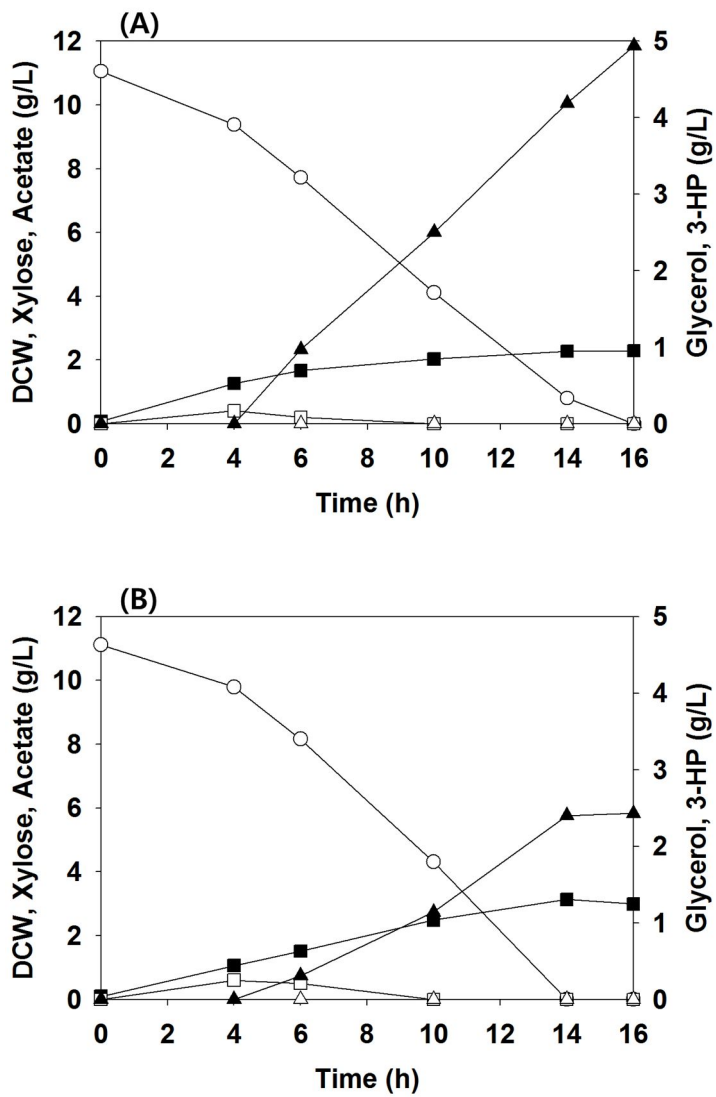 (A)
12
10
8
6
4
2
0
5
4
3
2
1
0
0 2 4 6 8 10 12 14 16
DCW, Xylose, Acetate (g/L)
Glycerol, 3-HP (g/L)
Time (h)
(B)
12
10
8
6
4
2
0
5
4
3
2
1
0
0 2 4 6 8 10 12 14 16
DCW, Xylose, Acetate (g/L)
Glycerol, 3-HP (g/L)
Time (h)